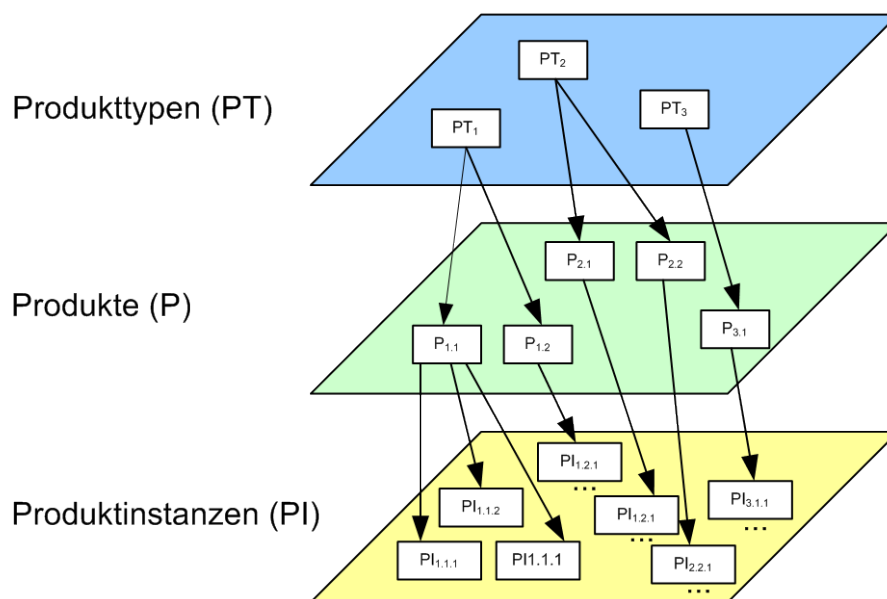 Produkttypen (PT)
PT₂
PT₃
PT₁
Produkte (P)
P₂.₁
P₂.₂
P₃.₁
P₁.₁
P₁.₂
Produktinstanzen (PI)
PI₁.₂.₁
...
PI₃.₁.₁
...
PI₁.₁.₂
PI₁.₂.₁
...
PI₁.₁.₁
PI1.1.1
PI₂.₂.₁
...